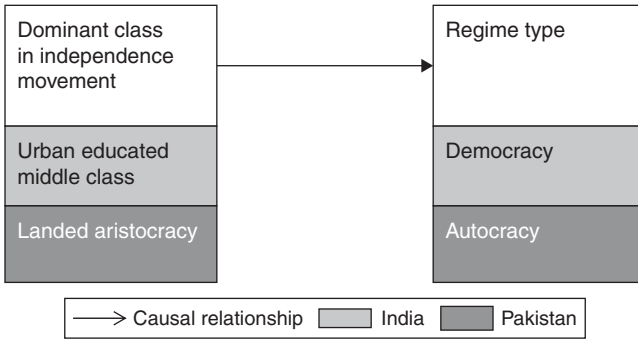 Dominant class
in independence
movement
Regime type
Urban educated
middle class
Democracy
Landed aristocracy
Autocracy
Causal relationship India Pakistan